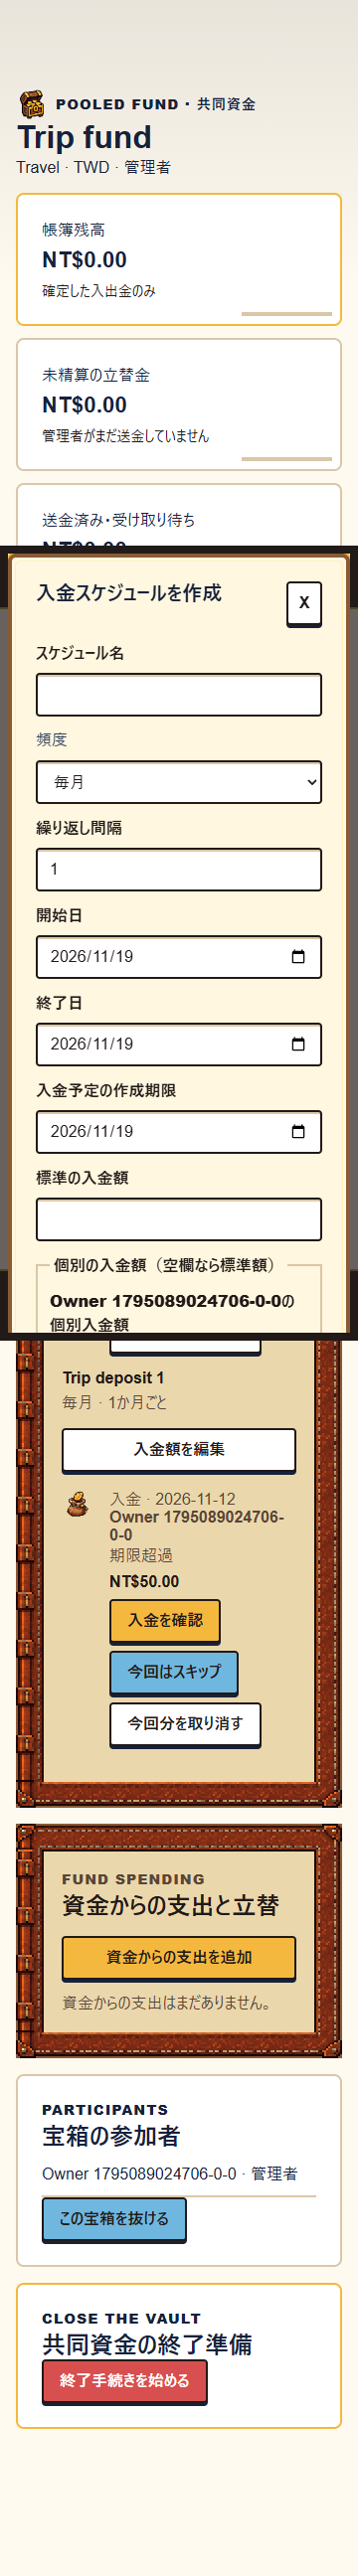 POOLED FUND · 共同資金
Trip fund
Travel · TWD · 管理者
帳簿残高
NT$0.00
確定した入出金のみ
未精算の立替金
NT$0.00
管理者がまだ送金していません
送金済み・受け取り待ち
入金スケジュールを作成
X
スケジュール名
頻度
毎月
繰り返し間隔
1
開始日
2026/11/19
終了日
2026/11/19
入金予定の作成期限
2026/11/19
標準の入金額
個別の入金額（空欄なら標準額）
Owner 1795089024706-0-0の
個別入金額
Trip deposit 1
毎月 · 1か月ごと
入金額を編集
入金 · 2026-11-12
Owner 1795089024706-
0-0
期限超過
NT$50.00
入金を確認
今回はスキップ
今回分を取り消す
FUND SPENDING
資金からの支出と立替
資金からの支出を追加
資金からの支出はまだありません。
PARTICIPANTS
宝箱の参加者
Owner 1795089024706-0-0 · 管理者
この宝箱を抜ける
CLOSE THE VAULT
共同資金の終了準備
終了手続きを始める